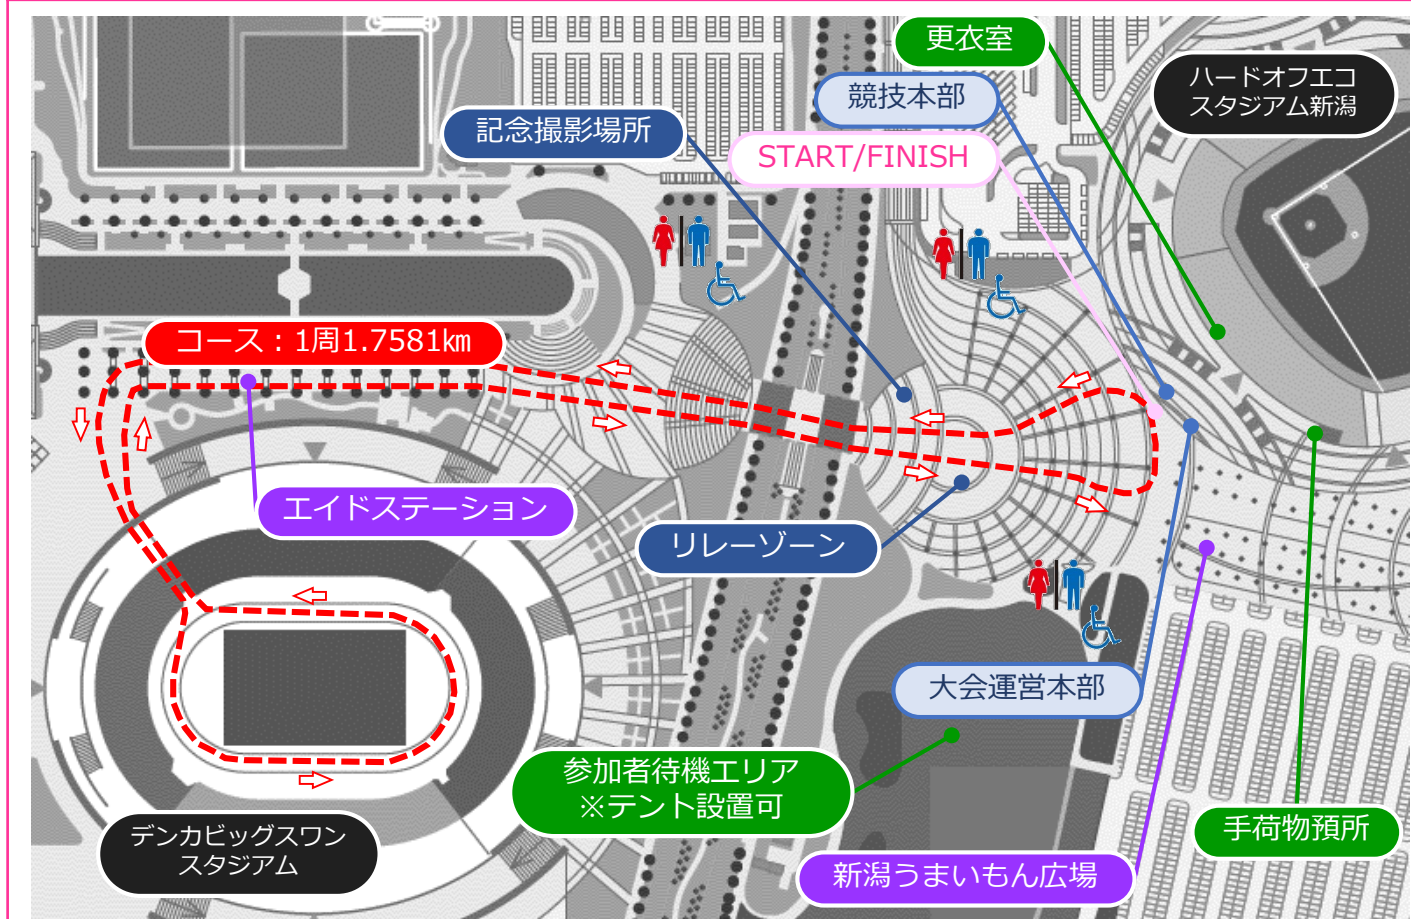 更衣室
ハードオフエコ
スタジアム新潟
競技本部
記念撮影場所
START/FINISH
コース：1周1.7581㎞
エイドステーション
リレーゾーン
大会運営本部
参加者待機エリア
※テント設置可
手荷物預所
デンカビッグスワン
スタジアム
新潟うまいもん広場